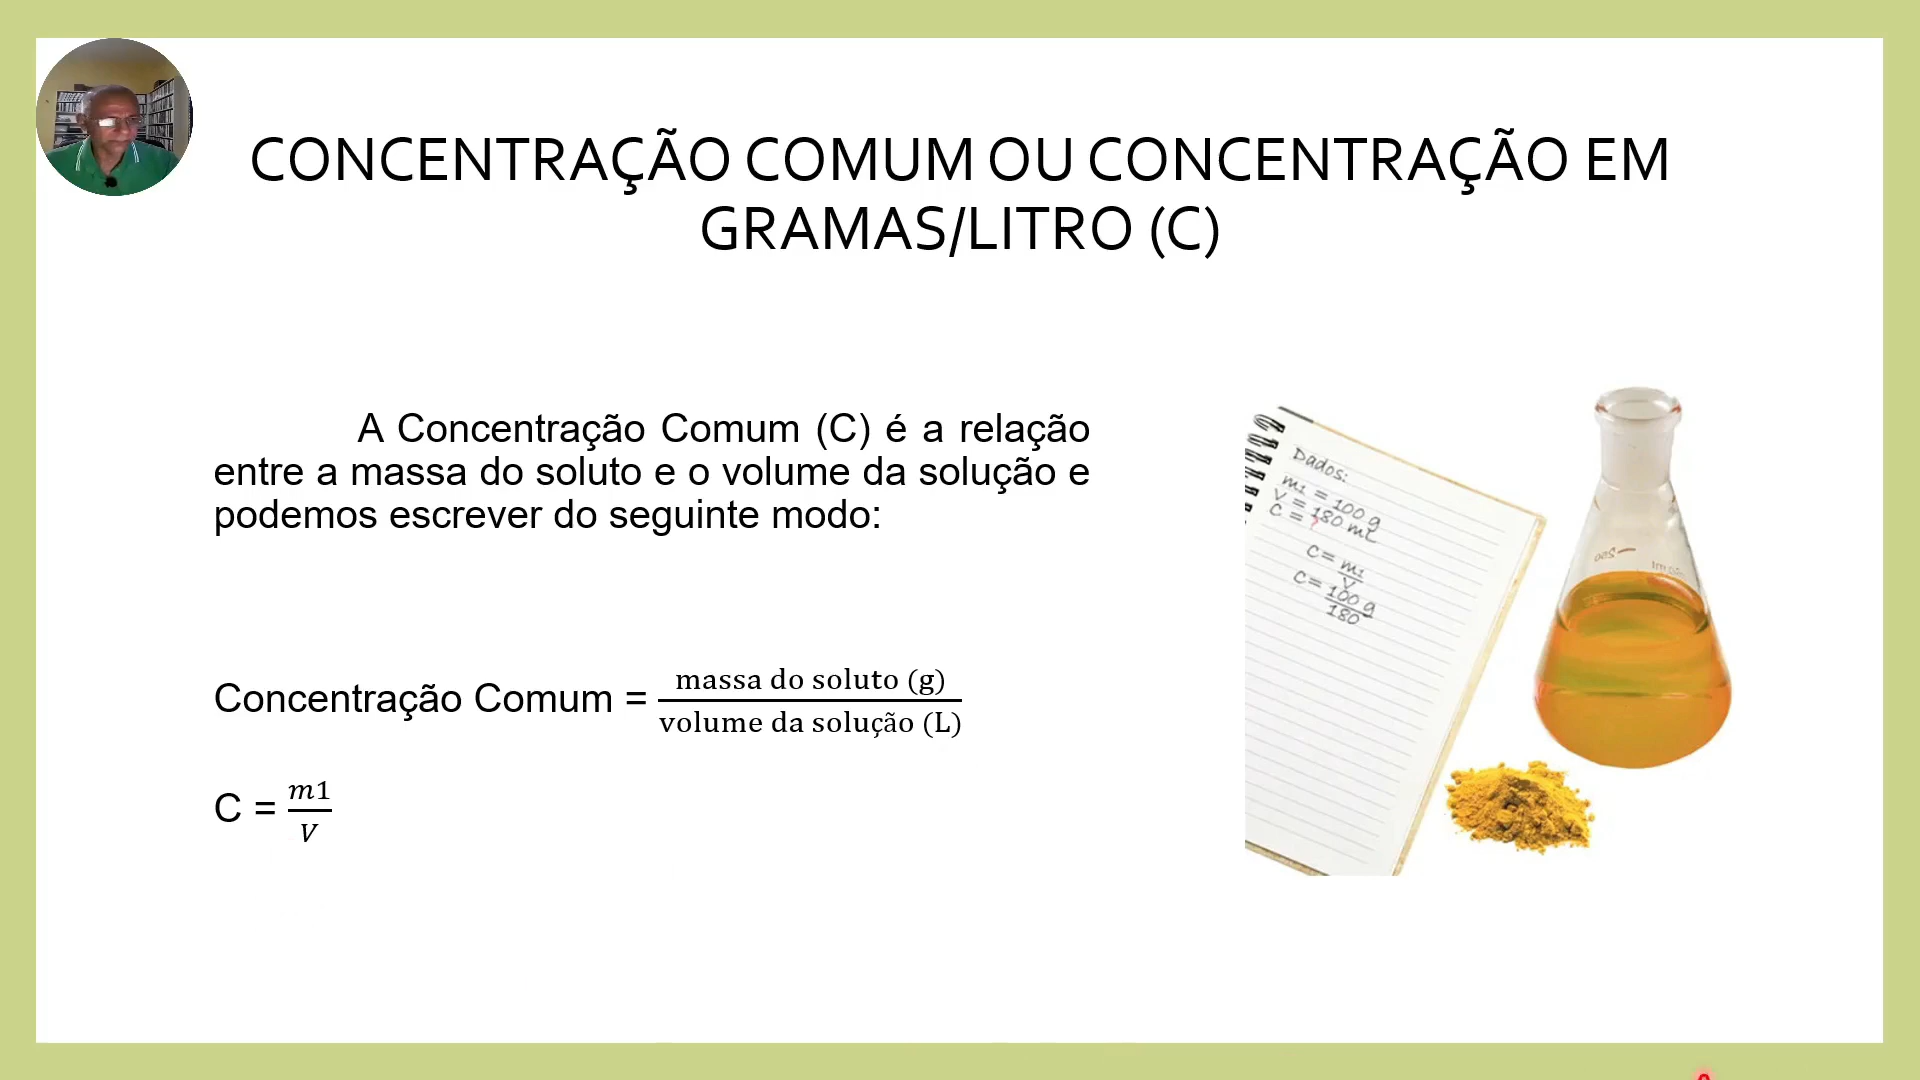 CONCENTRAÇÃO COMUM OU CONCENTRAÇÃO EM
GRAMAS/LITRO (C)
A Concentração Comum (C) é a relação
entre a massa do soluto e o volume da solução e
podemos escrever do seguinte modo:
Concentração Comum = massa do soluto (g) / volume da solução (L)
C = m1 / V
Dados:
m1 = 100 g
V = 180 mL
C = ?
C = m1 / V
C = 100 g / 180